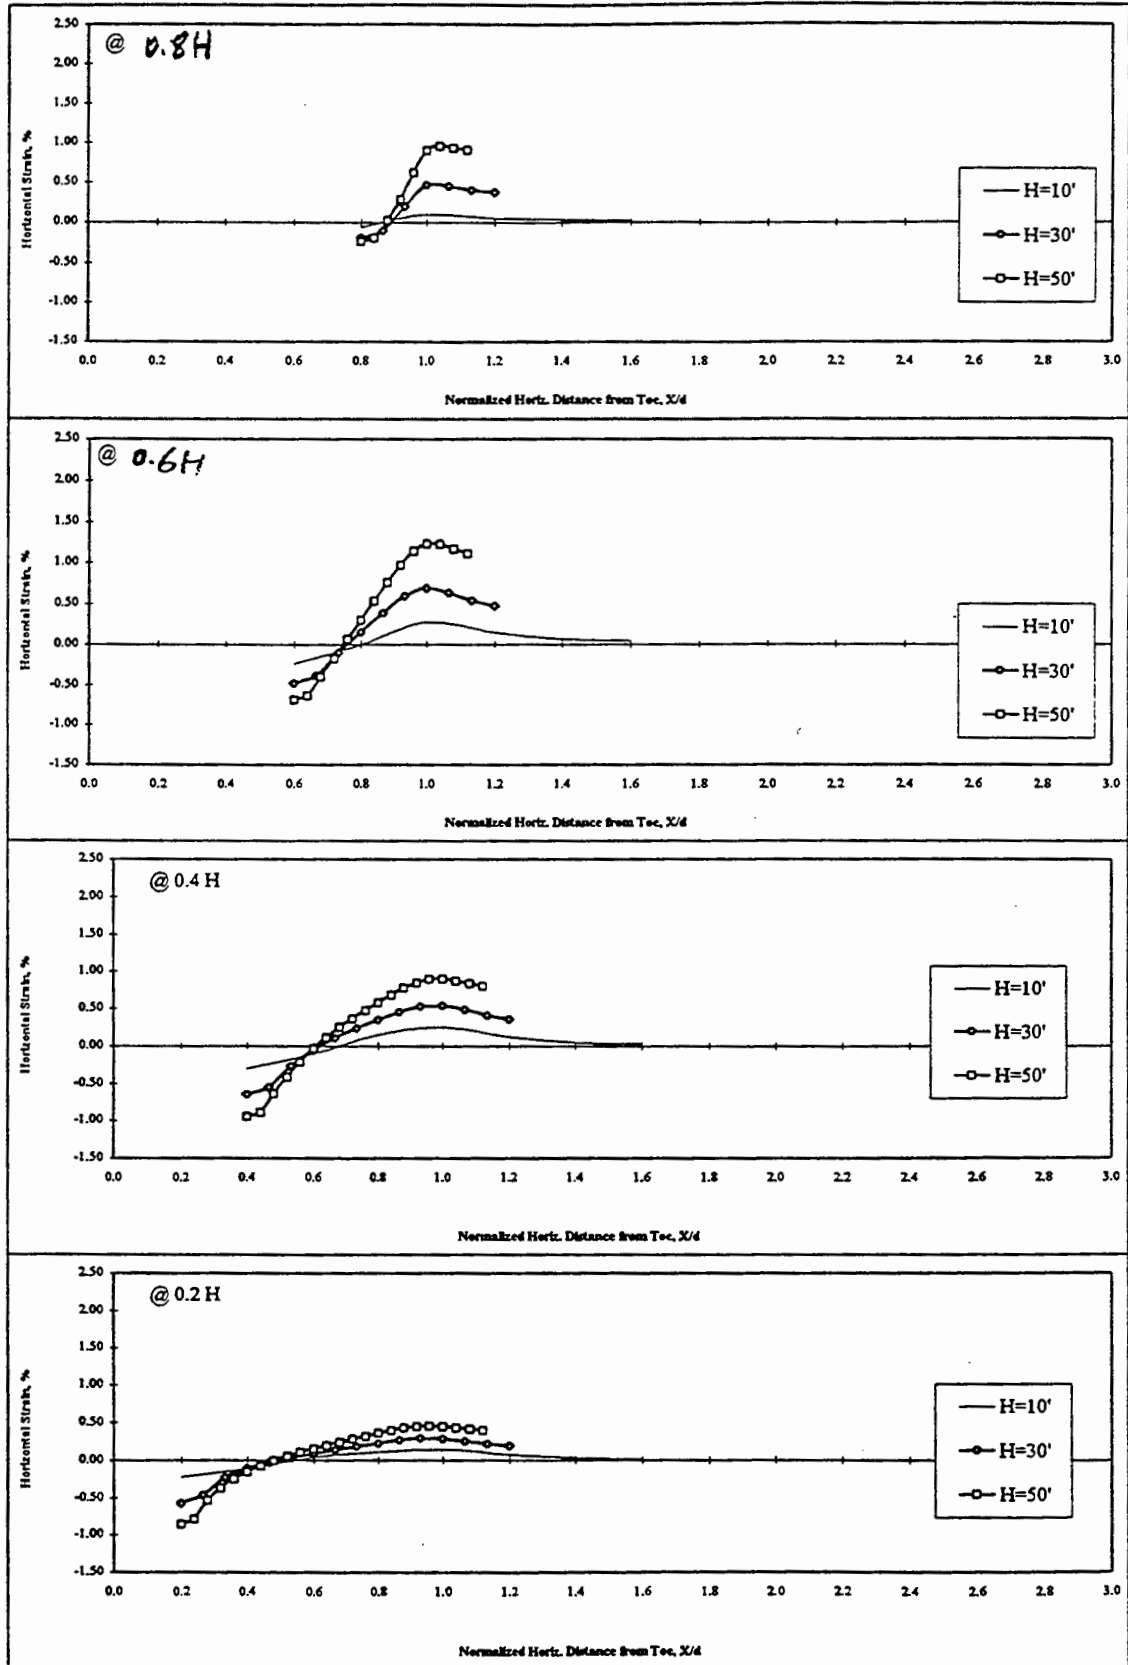 @ 0.8H
2.50
2.00
1.50
1.00
0.50
0.00
-0.50
-1.00
-1.50
Horizontal Strain, %
0.0 0.2 0.4 0.6 0.8 1.0 1.2 1.4 1.6 1.8 2.0 2.2 2.4 2.6 2.8 3.0
Normalized Horiz. Distance from Toe, X/d
H=10'
H=30'
H=50'
@ 0.6H
2.50
2.00
1.50
1.00
0.50
0.00
-0.50
-1.00
-1.50
Horizontal Strain, %
0.0 0.2 0.4 0.6 0.8 1.0 1.2 1.4 1.6 1.8 2.0 2.2 2.4 2.6 2.8 3.0
Normalized Horiz. Distance from Toe, X/d
H=10'
H=30'
H=50'
@ 0.4 H
2.50
2.00
1.50
1.00
0.50
0.00
-0.50
-1.00
-1.50
Horizontal Strain, %
0.0 0.2 0.4 0.6 0.8 1.0 1.2 1.4 1.6 1.8 2.0 2.2 2.4 2.6 2.8 3.0
Normalized Horiz. Distance from Toe, X/d
H=10'
H=30'
H=50'
@ 0.2 H
2.50
2.00
1.50
1.00
0.50
0.00
-0.50
-1.00
-1.50
Horizontal Strain, %
0.0 0.2 0.4 0.6 0.8 1.0 1.2 1.4 1.6 1.8 2.0 2.2 2.4 2.6 2.8 3.0
Normalized Horiz. Distance from Toe, X/d
H=10'
H=30'
H=50'